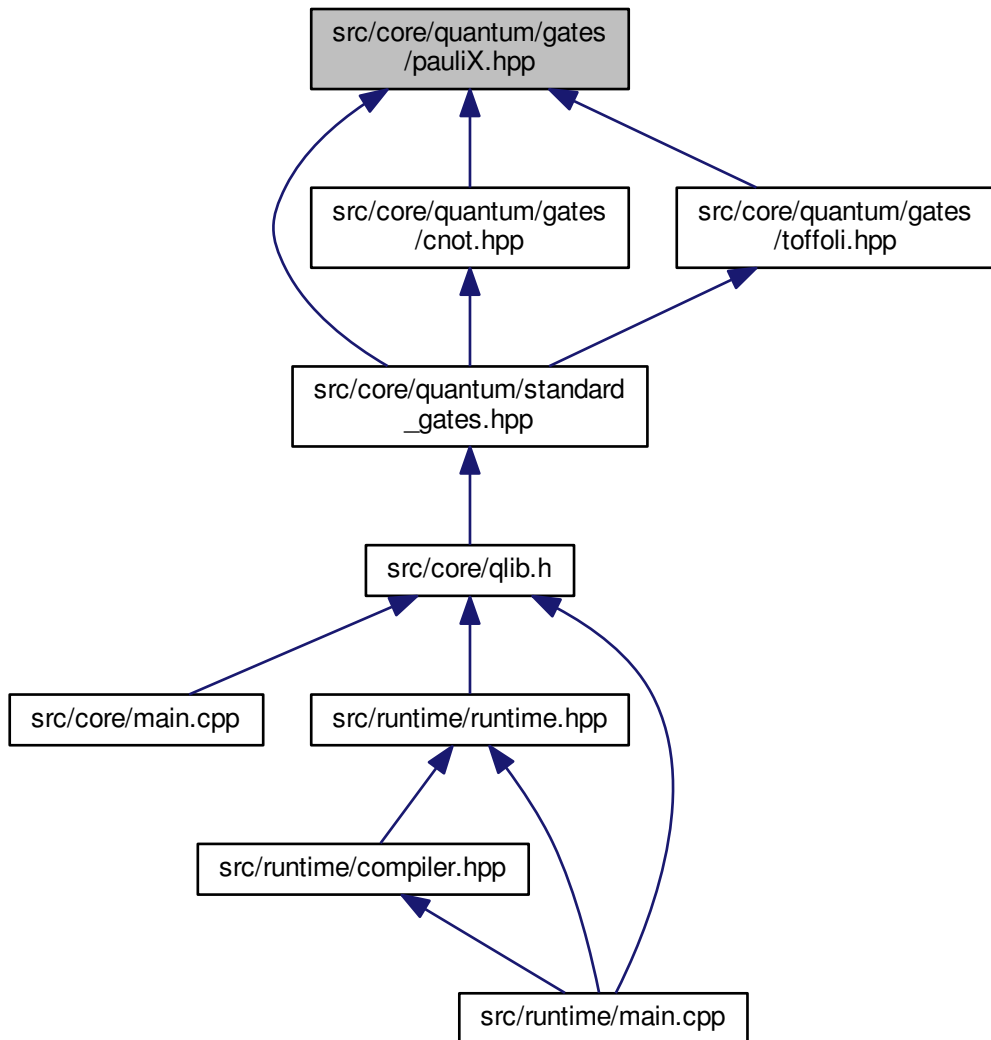 src/core/quantum/gates
/pauliX.hpp
src/core/quantum/gates
/cnot.hpp
src/core/quantum/gates
/toffoli.hpp
src/core/quantum/standard
_gates.hpp
src/core/qlib.h
src/core/main.cpp
src/runtime/runtime.hpp
src/runtime/compiler.hpp
src/runtime/main.cpp